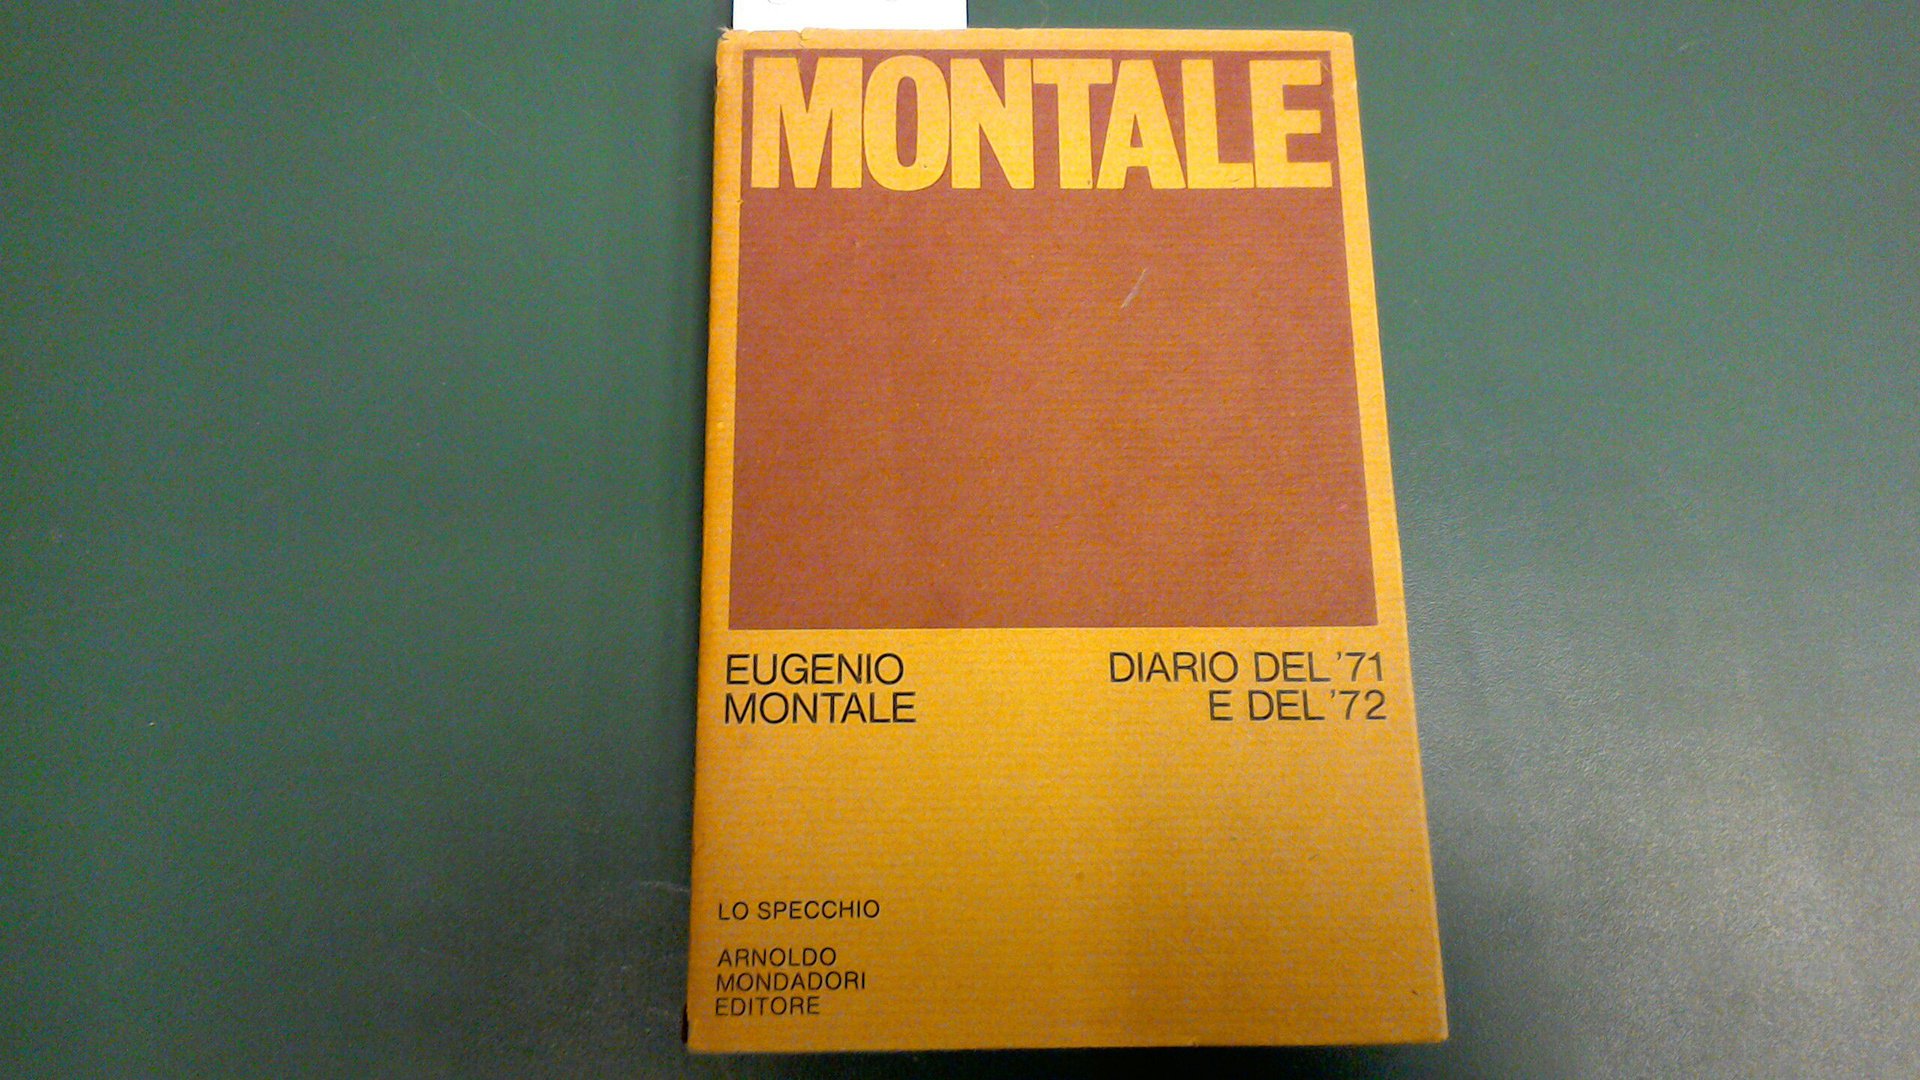 MONTALE
EUGENIO
MONTALE
DIARIO DEL '71
E DEL '72
LO SPECCHIO
ARNOLDO
MONDADORI
EDITORE